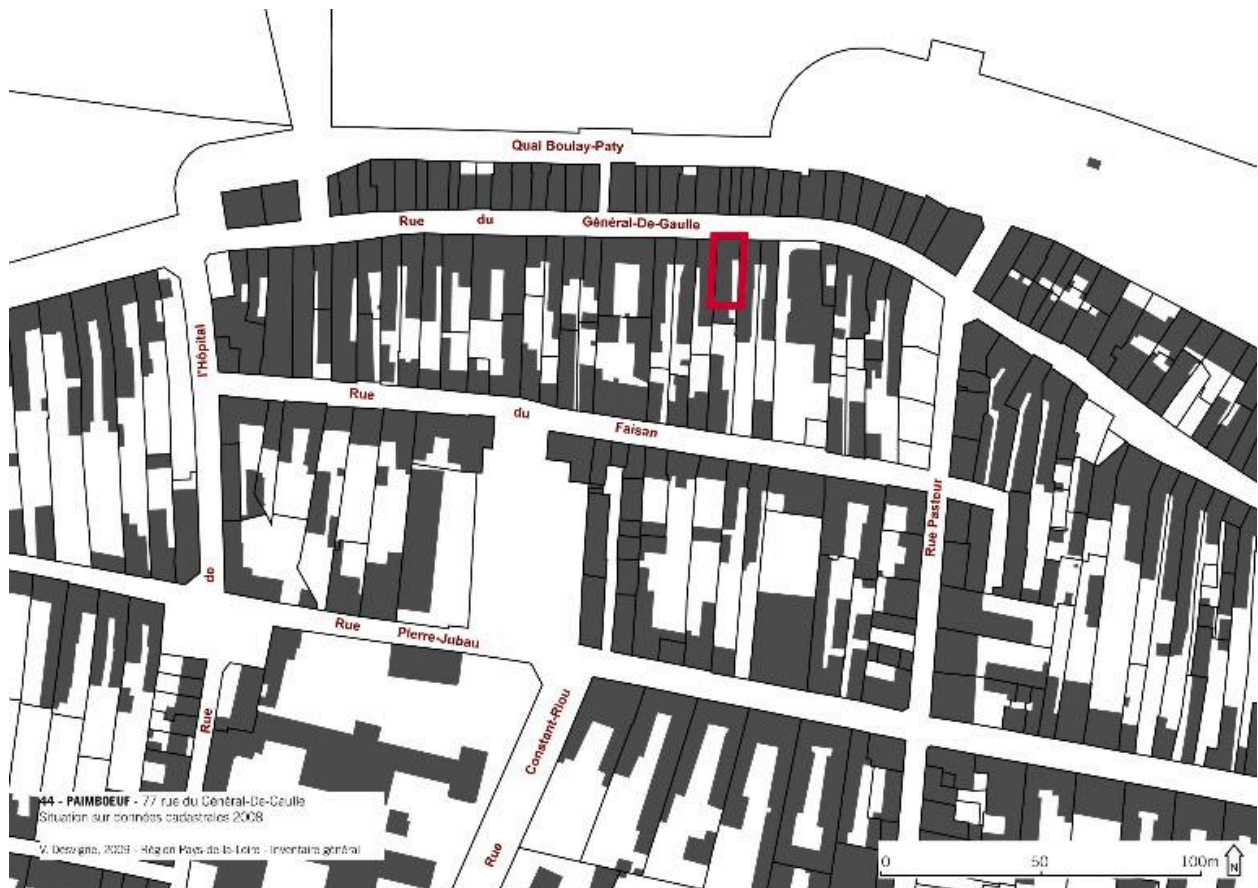 Quai Boulay-Paty
Rue du Général-De-Gaulle
Rue de l'Hôpital
Rue du Faisan
Rue Pasteur
Rue Pierre-Jubau
Rue Constant-Riou
44 - PAIMBOEUF - 77 rue du Général-De-Gaulle
Situation sur données cadastrales 2008
V. Desvigne, 2009 - Région Pays-de-la-Loire - Inventaire général
0 50 100m
N